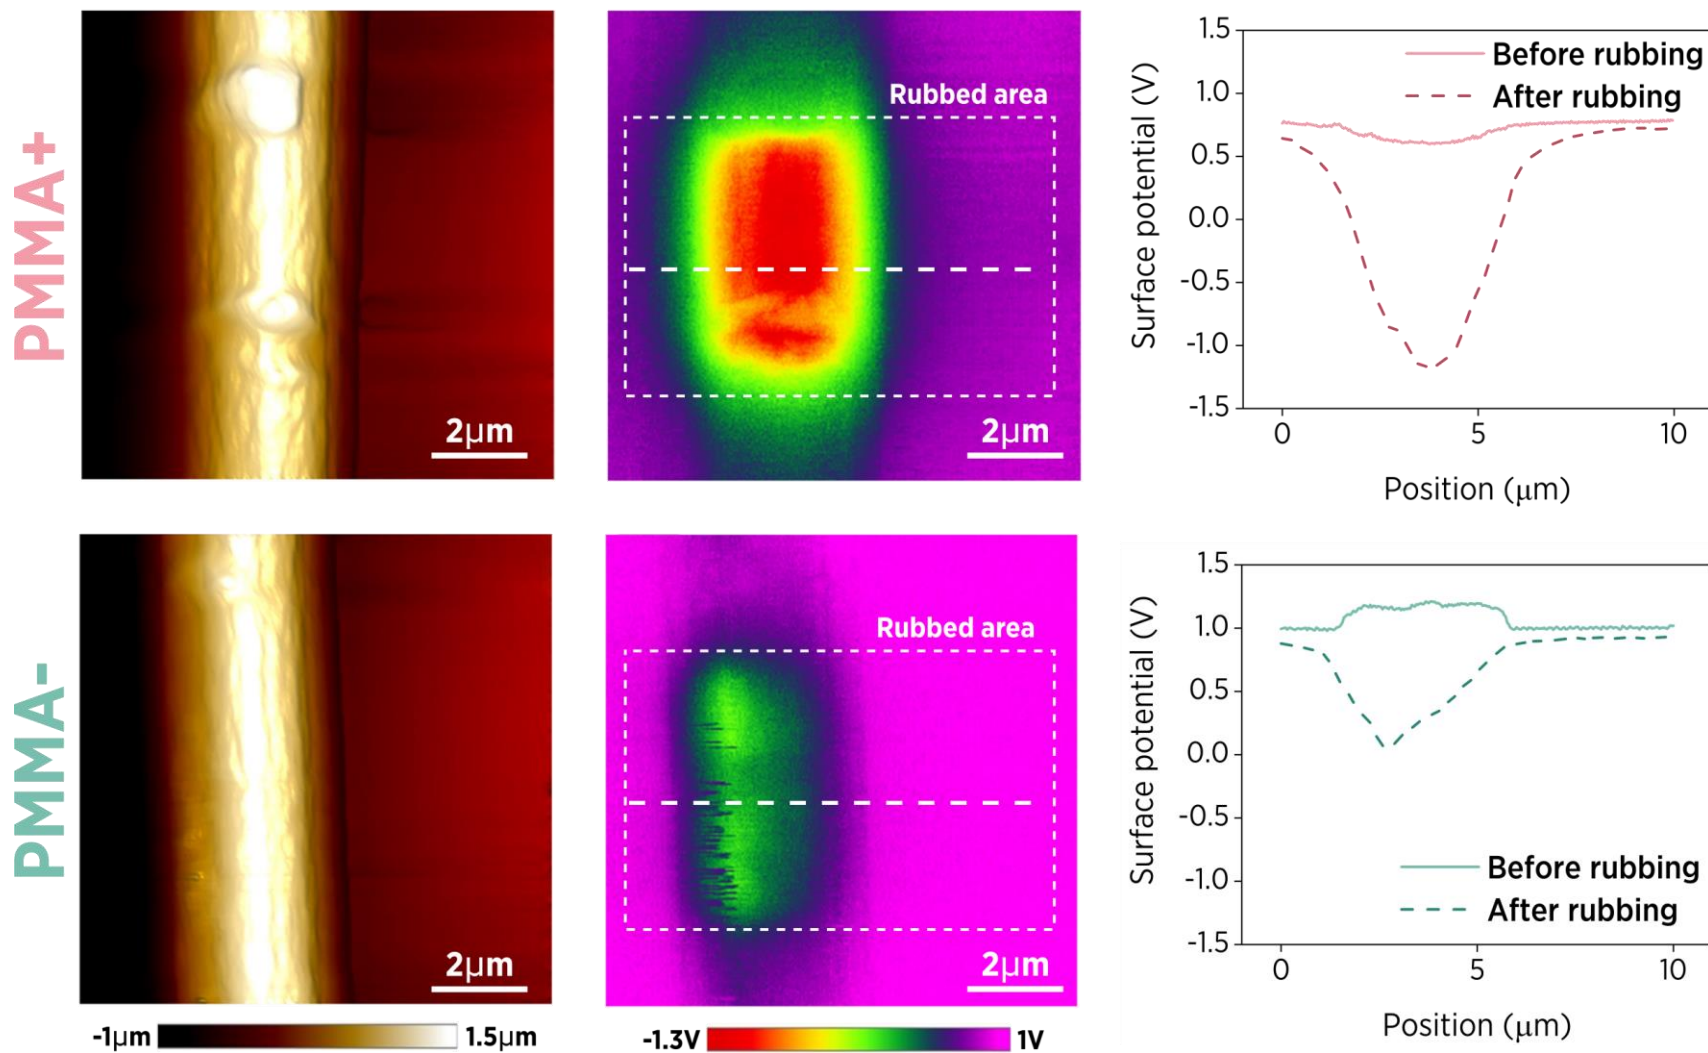 PMMA+
2µm
Rubbed area
2µm
1.5
1.0
0.5
0.0
-0.5
-1.0
-1.5
Surface potential (V)
Before rubbing
After rubbing
0 5 10
Position (µm)
PMMA-
2µm
Rubbed area
2µm
1.5
1.0
0.5
0.0
-0.5
-1.0
-1.5
Surface potential (V)
Before rubbing
After rubbing
0 5 10
Position (µm)
-1µm 1.5µm
-1.3V 1V